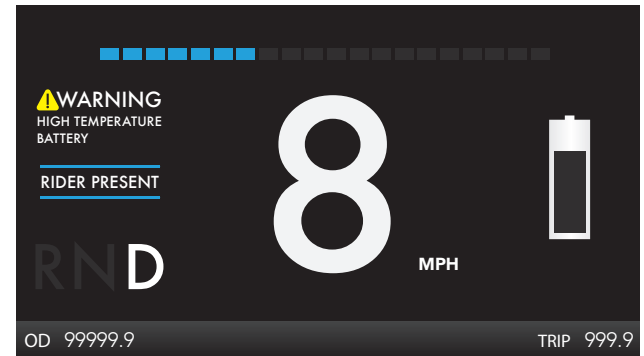 WARNING
HIGH TEMPERATURE
BATTERY
RIDER PRESENT
8
MPH
RND
OD 99999.9
TRIP 999.9